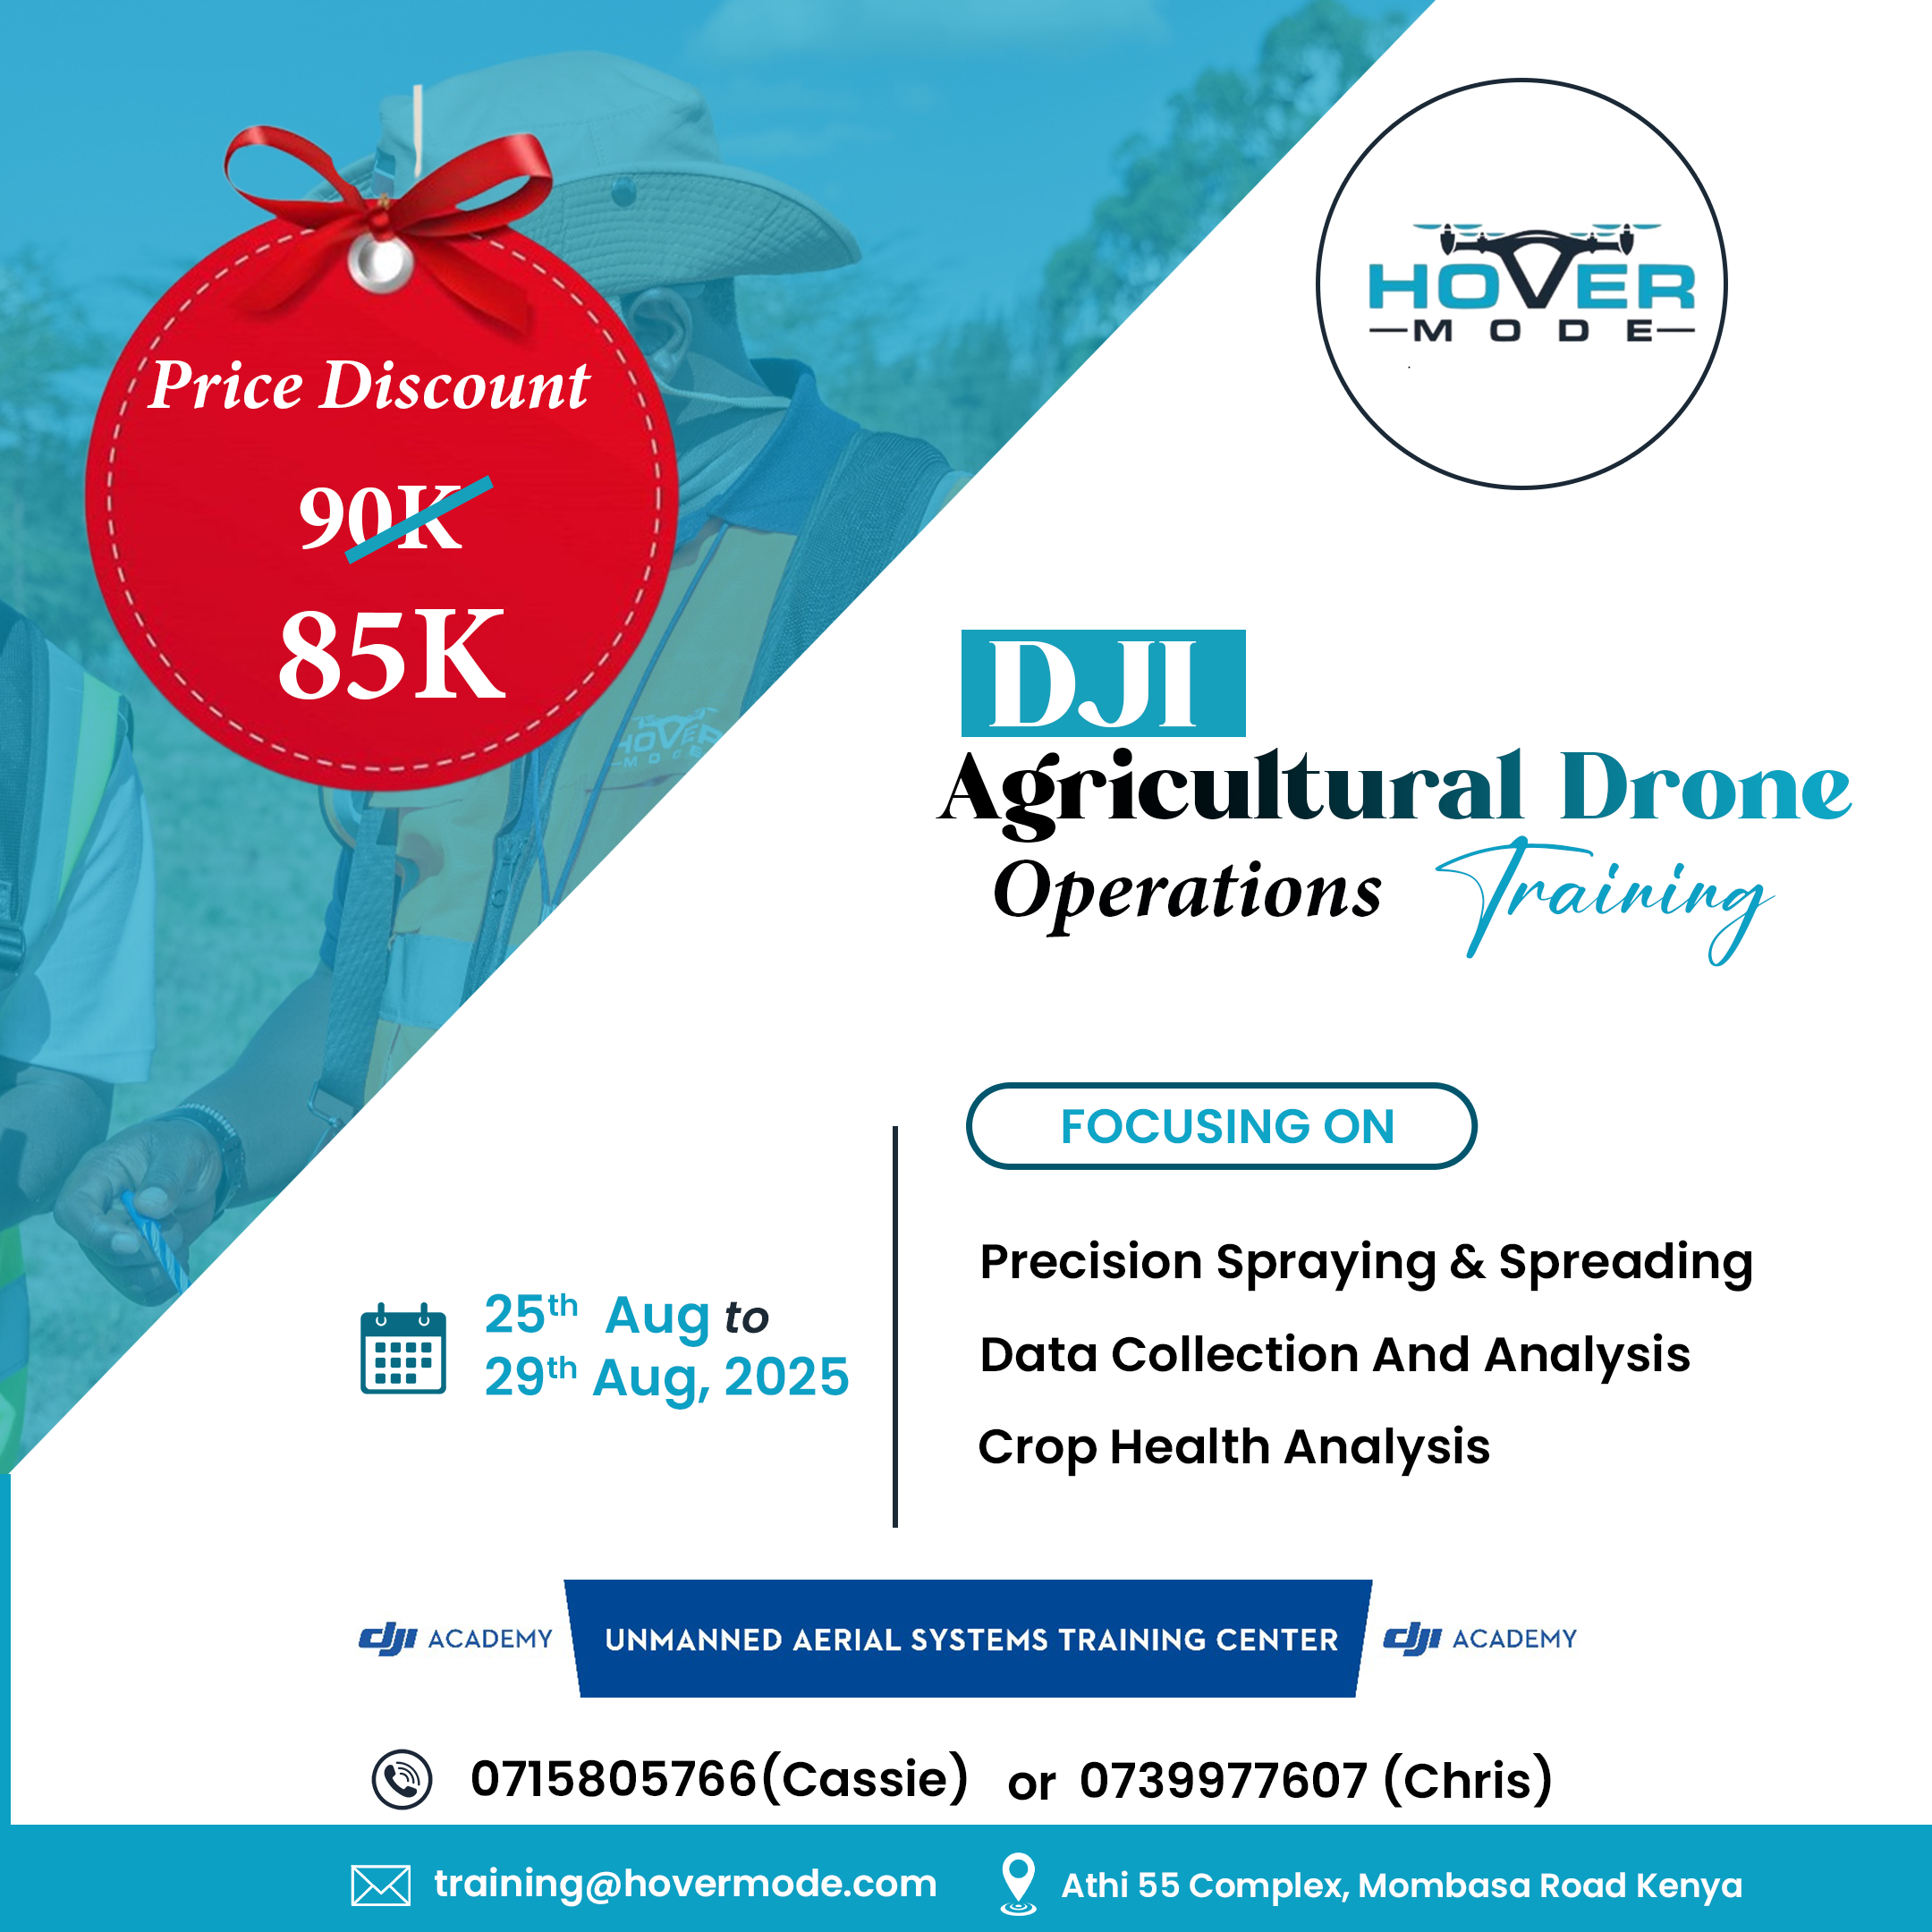 Price Discount
90K
85K
HOVER
MODE
HOVER
MODE
DJI
Agricultural Drone
Operations Training
FOCUSING ON
Precision Spraying & Spreading
Data Collection And Analysis
Crop Health Analysis
25th Aug to
29th Aug, 2025
dji ACADEMY
UNMANNED AERIAL SYSTEMS TRAINING CENTER
dji ACADEMY
0715805766(Cassie) or 0739977607 (Chris)
training@hovermode.com
Athi 55 Complex, Mombasa Road Kenya